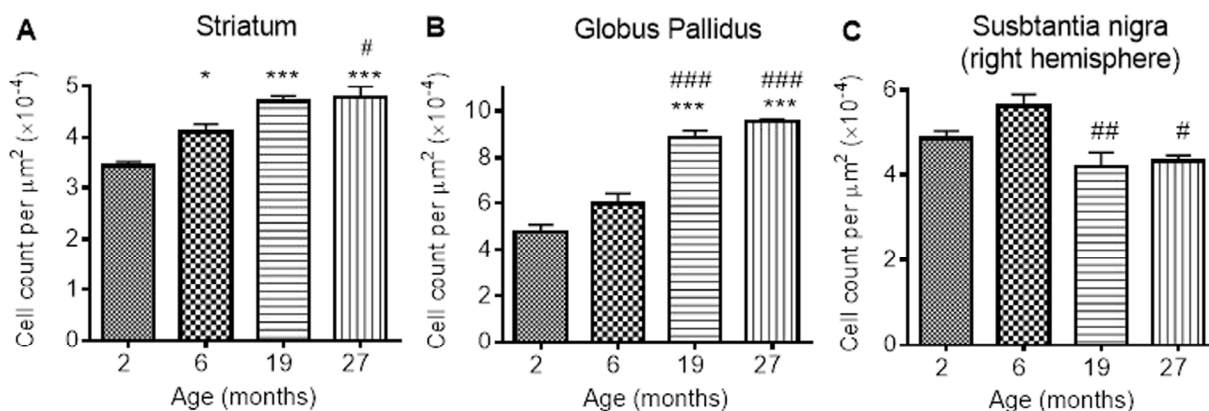 A
Striatum
Cell count per μm² (×10⁻⁴)
5
4
3
2
1
0
*
***
#
***
2 6 19 27
Age (months)
B
Globus Pallidus
Cell count per μm² (×10⁻⁴)
10
8
6
4
2
0
###
***
###
***
2 6 19 27
Age (months)
C
Susbtantia nigra
(right hemisphere)
Cell count per μm² (×10⁻⁴)
6
4
2
0
##
#
2 6 19 27
Age (months)